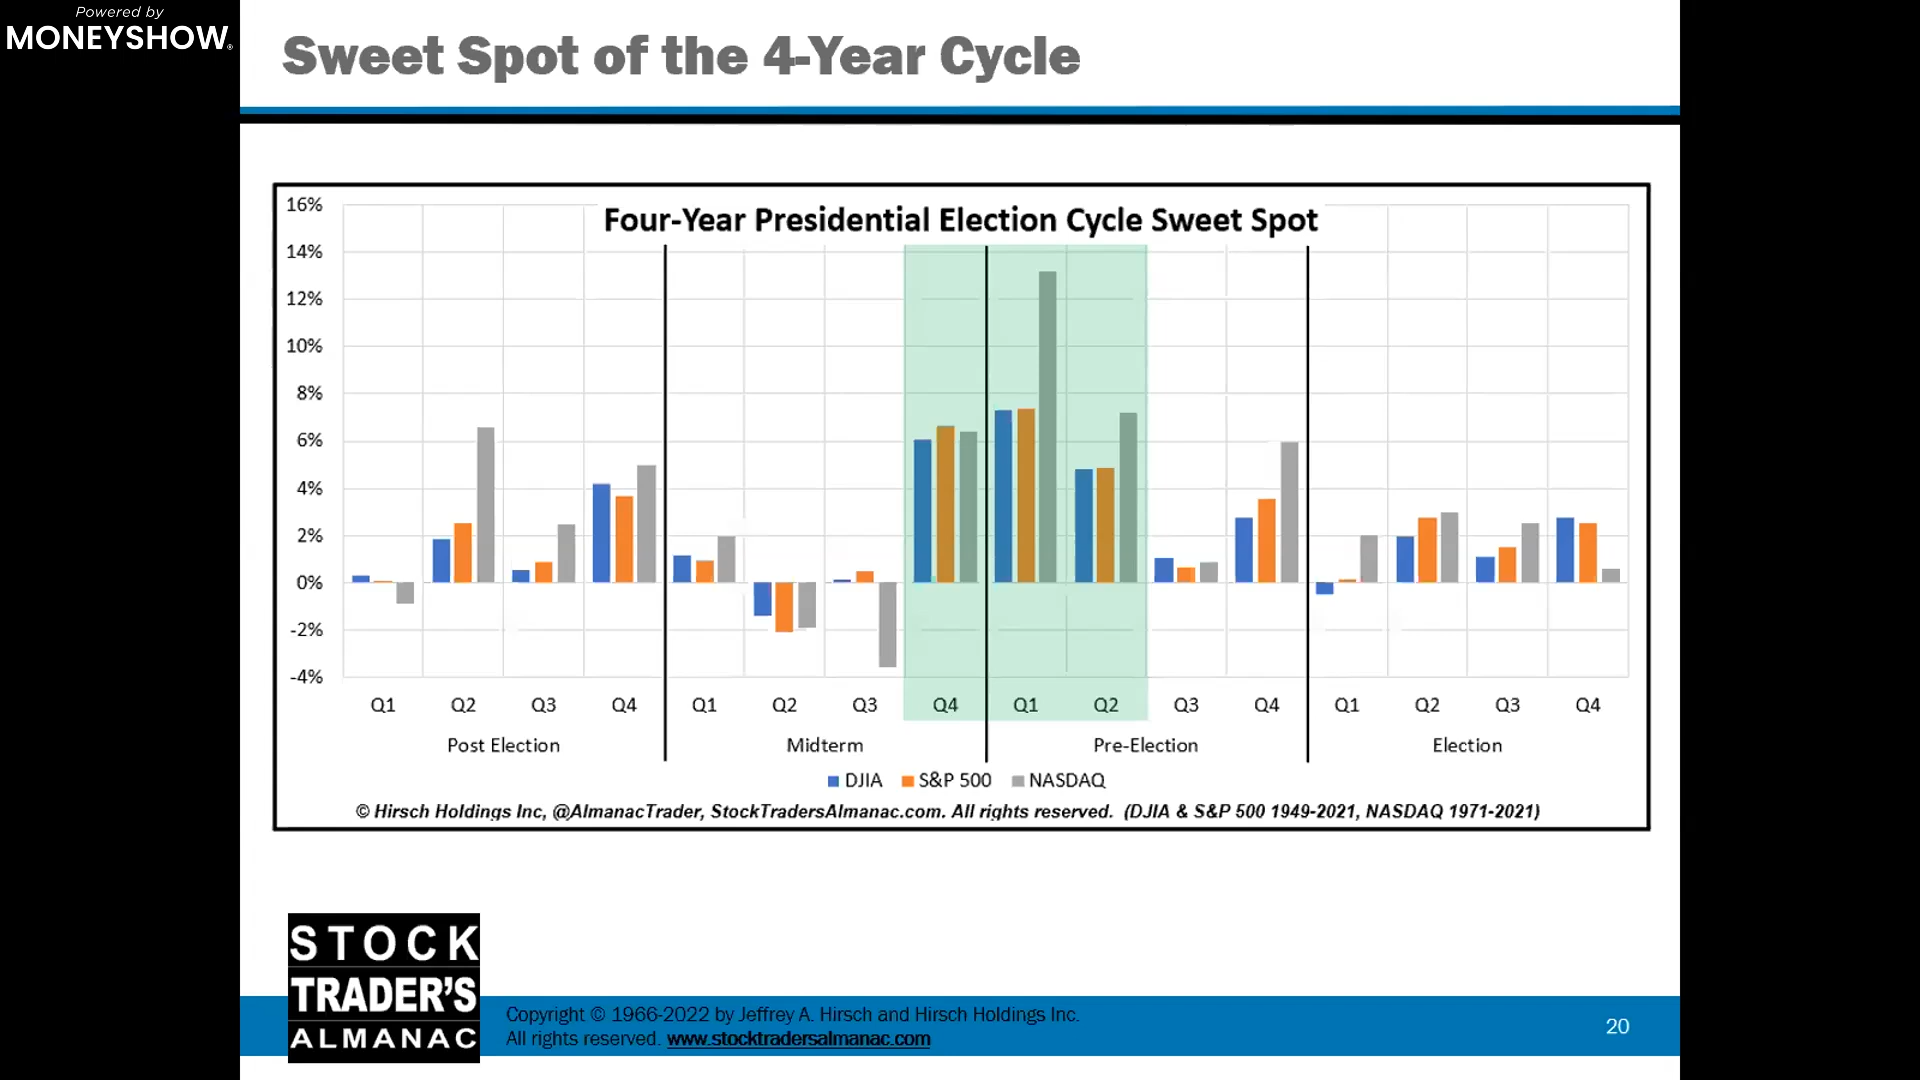 Powered by
MONEYSHOW®
Sweet Spot of the 4-Year Cycle
Four-Year Presidential Election Cycle Sweet Spot
16%
14%
12%
10%
8%
6%
4%
2%
0%
-2%
-4%
Q1 Q2 Q3 Q4 Q1 Q2 Q3 Q4 Q1 Q2 Q3 Q4 Q1 Q2 Q3 Q4
Post Election Midterm Pre-Election Election
DJIA S&P 500 NASDAQ
© Hirsch Holdings Inc, @AlmanacTrader, StockTradersAlmanac.com. All rights reserved. (DJIA & S&P 500 1949-2021, NASDAQ 1971-2021)
STOCK
TRADER'S
ALMANAC
Copyright © 1966-2022 by Jeffrey A. Hirsch and Hirsch Holdings Inc.
All rights reserved. www.stocktradersalmanac.com
20